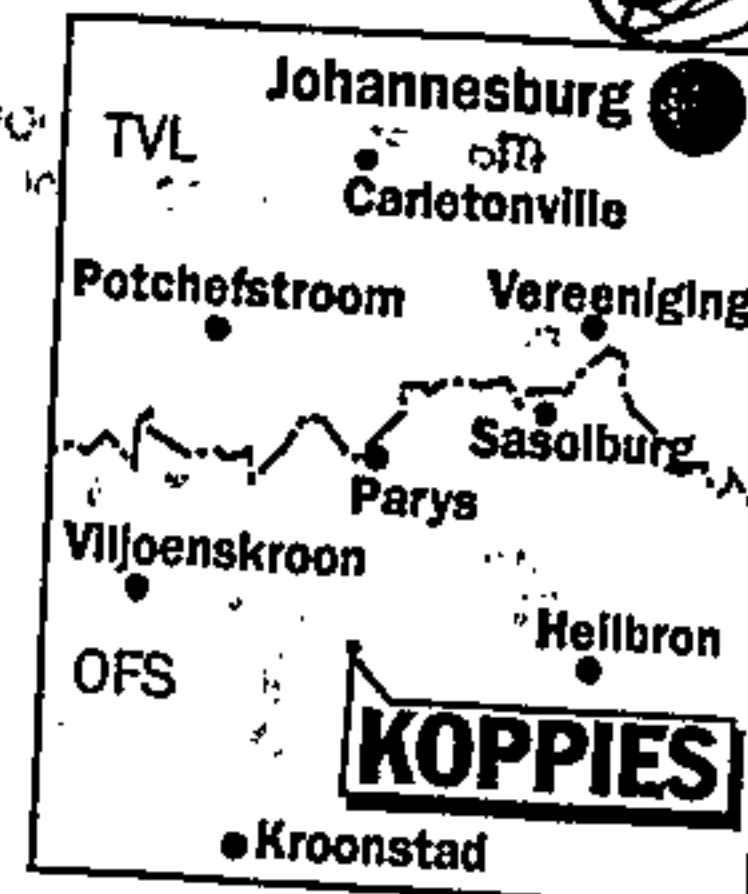 Johannesburg
TVL
Carletonville
Potchefstroom
Vereeniging
Sasolburg
Parys
Viljoenskroon
Heilbron
OFS
KOPPIES
Kroonstad